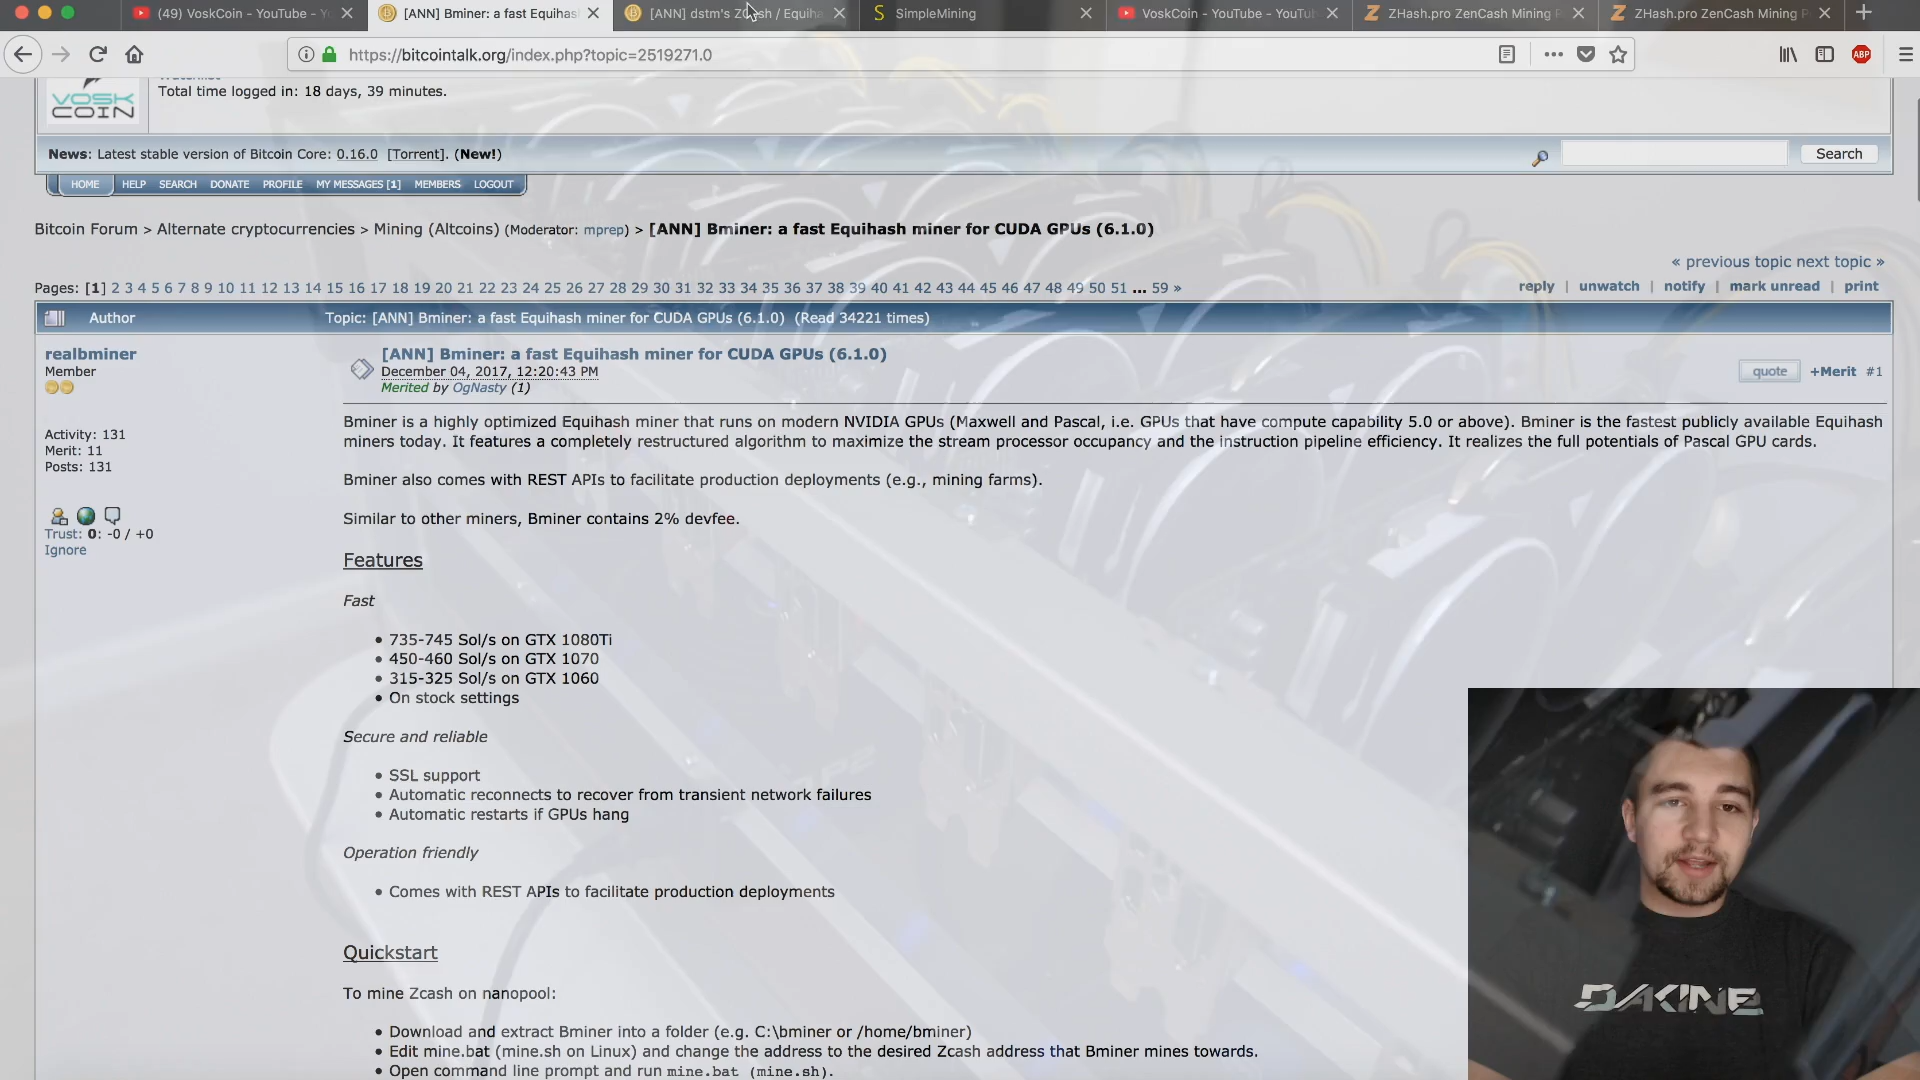 (49) VoskCoin - YouTube - Y
[ANN] Bminer: a fast Equihas
[ANN] dstm's ZCash / Equiha
SimpleMining
VoskCoin - YouTube - YouTu
ZHash.pro ZenCash Mining P
ZHash.pro ZenCash Mining P
https://bitcointalk.org/index.php?topic=2519271.0
ABP
VOSK
COIN
Total time logged in: 18 days, 39 minutes.
News: Latest stable version of Bitcoin Core: 0.16.0 [Torrent]. (New!)
Search
HOME HELP SEARCH DONATE PROFILE MY MESSAGES [1] MEMBERS LOGOUT
Bitcoin Forum > Alternate cryptocurrencies > Mining (Altcoins) (Moderator: mprep) > [ANN] Bminer: a fast Equihash miner for CUDA GPUs (6.1.0)
« previous topic next topic »
Pages: [1] 2 3 4 5 6 7 8 9 10 11 12 13 14 15 16 17 18 19 20 21 22 23 24 25 26 27 28 29 30 31 32 33 34 35 36 37 38 39 40 41 42 43 44 45 46 47 48 49 50 51 ... 59 »
reply | unwatch | notify | mark unread | print
Author
Topic: [ANN] Bminer: a fast Equihash miner for CUDA GPUs (6.1.0) (Read 34221 times)
realbminer
Member
Activity: 131
Merit: 11
Posts: 131
Trust: 0: -0 / +0
Ignore
[ANN] Bminer: a fast Equihash miner for CUDA GPUs (6.1.0)
December 04, 2017, 12:20:43 PM
Merited by OgNasty (1)
quote +Merit #1
Bminer is a highly optimized Equihash miner that runs on modern NVIDIA GPUs (Maxwell and Pascal, i.e. GPUs that have compute capability 5.0 or above). Bminer is the fastest publicly available Equihash
miners today. It features a completely restructured algorithm to maximize the stream processor occupancy and the instruction pipeline efficiency. It realizes the full potentials of Pascal GPU cards.
Bminer also comes with REST APIs to facilitate production deployments (e.g., mining farms).
Similar to other miners, Bminer contains 2% devfee.
Features
Fast
• 735-745 Sol/s on GTX 1080Ti
• 450-460 Sol/s on GTX 1070
• 315-325 Sol/s on GTX 1060
• On stock settings
Secure and reliable
• SSL support
• Automatic reconnects to recover from transient network failures
• Automatic restarts if GPUs hang
Operation friendly
• Comes with REST APIs to facilitate production deployments
Quickstart
To mine Zcash on nanopool:
• Download and extract Bminer into a folder (e.g. C:\bminer or /home/bminer)
• Edit mine.bat (mine.sh on Linux) and change the address to the desired Zcash address that Bminer mines towards.
• Open command line prompt and run mine.bat (mine.sh).
DAKINE